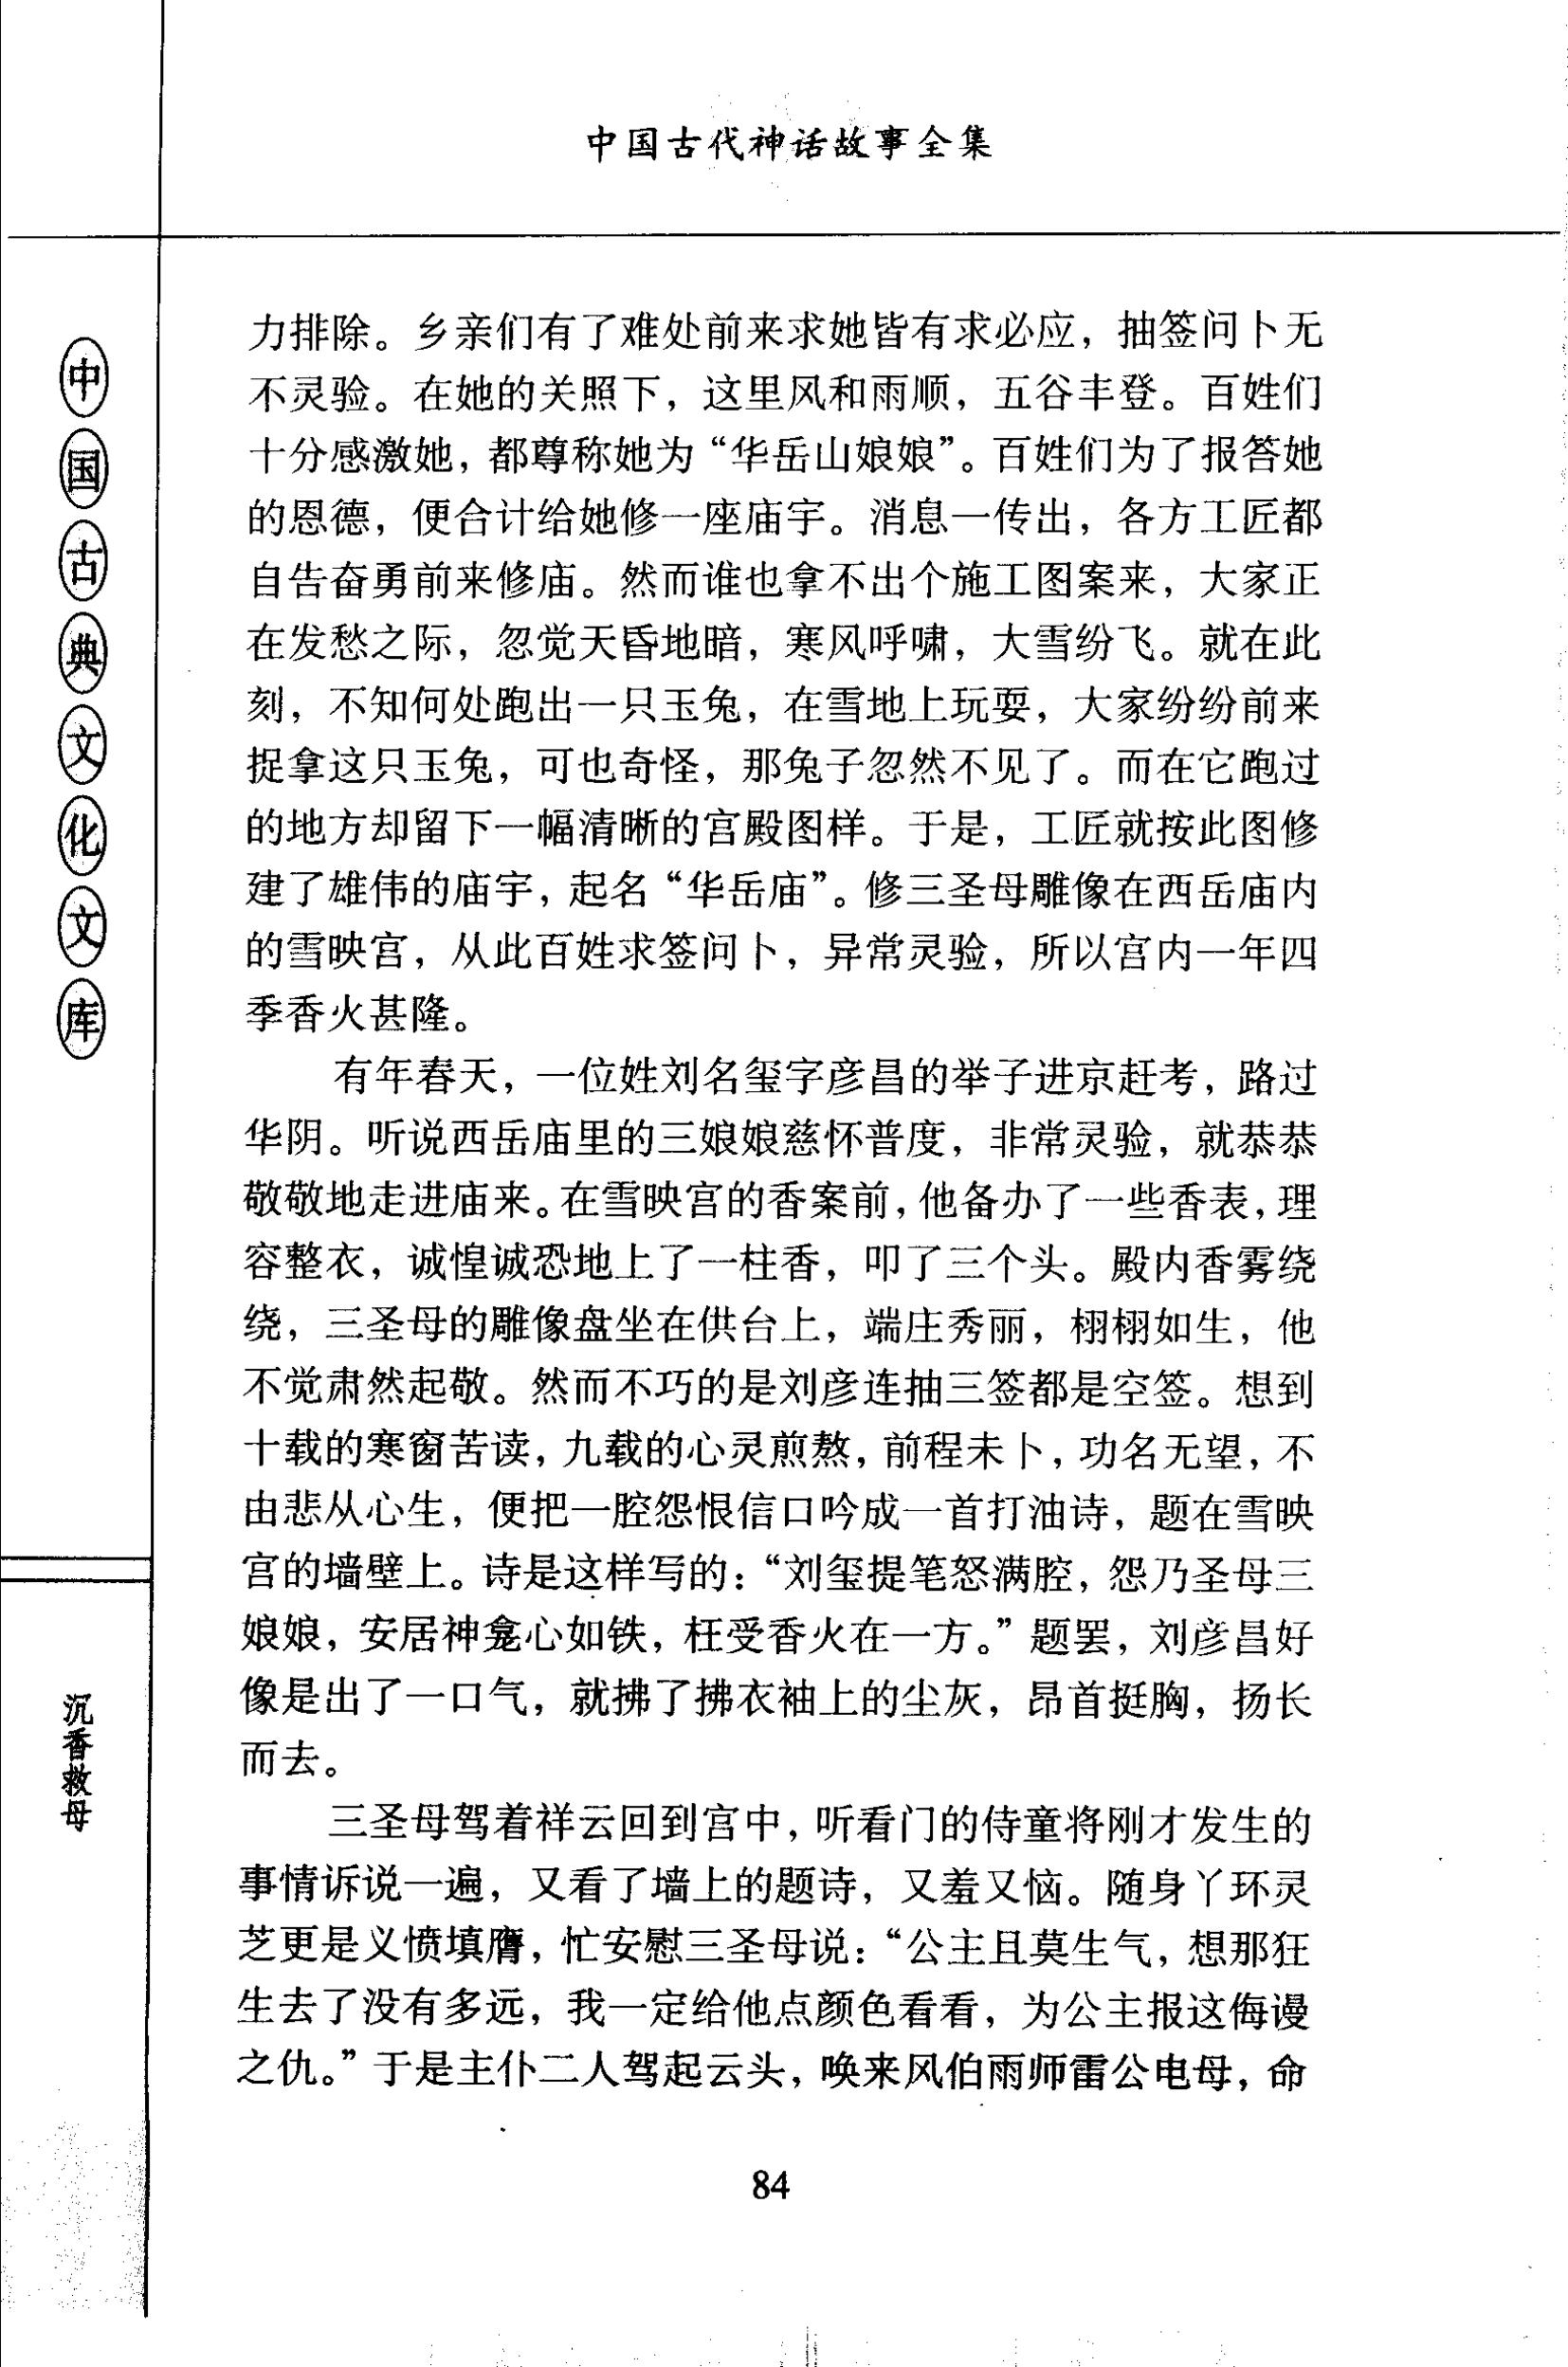 中国古代神话故事全集
中国古典文化文库
沉香救母
力排除。乡亲们有了难处前来求她皆有求必应，抽签问卜无
不灵验。在她的关照下，这里风和雨顺，五谷丰登。百姓们
十分感激她，都尊称她为“华岳山娘娘”。百姓们为了报答她
的恩德，便合计给她修一座庙宇。消息一传出，各方工匠都
自告奋勇前来修庙。然而谁也拿不出个施工图案来，大家正
在发愁之际，忽觉天昏地暗，寒风呼啸，大雪纷飞。就在此
刻，不知何处跑出一只玉兔，在雪地上玩耍，大家纷纷前来
捉拿这只玉兔，可也奇怪，那兔子忽然不见了。而在它跑过
的地方却留下一幅清晰的宫殿图样。于是，工匠就按此图修
建了雄伟的庙宇，起名“华岳庙”。修三圣母雕像在西岳庙内
的雪映宫，从此百姓求签问卜，异常灵验，所以宫内一年四
季香火甚隆。
有年春天，一位姓刘名玺字彦昌的举子进京赶考，路过
华阴。听说西岳庙里的三娘娘慈怀普度，非常灵验，就恭恭
敬敬地走进庙来。在雪映宫的香案前，他备办了一些香表，理
容整衣，诚惶诚恐地上了一柱香，叩了三个头。殿内香雾绕
绕，三圣母的雕像盘坐在供台上，端庄秀丽，栩栩如生，他
不觉肃然起敬。然而不巧的是刘彦连抽三签都是空签。想到
十载的寒窗苦读，九载的心灵煎熬，前程未卜，功名无望，不
由悲从心生，便把一腔怨恨信口吟成一首打油诗，题在雪映
宫的墙壁上。诗是这样写的：“刘玺提笔怒满腔，怨乃圣母三
娘娘，安居神龛心如铁，枉受香火在一方。”题罢，刘彦昌好
像是出了一口气，就拂了拂衣袖上的尘灰，昂首挺胸，扬长
而去。
三圣母驾着祥云回到宫中，听看门的侍童将刚才发生的
事情诉说一遍，又看了墙上的题诗，又羞又恼。随身丫环灵
芝更是义愤填膺，忙安慰三圣母说：“公主且莫生气，想那狂
生去了没有多远，我一定给他点颜色看看，为公主报这侮谩
之仇。”于是主仆二人驾起云头，唤来风伯雨师雷公电母，命
84